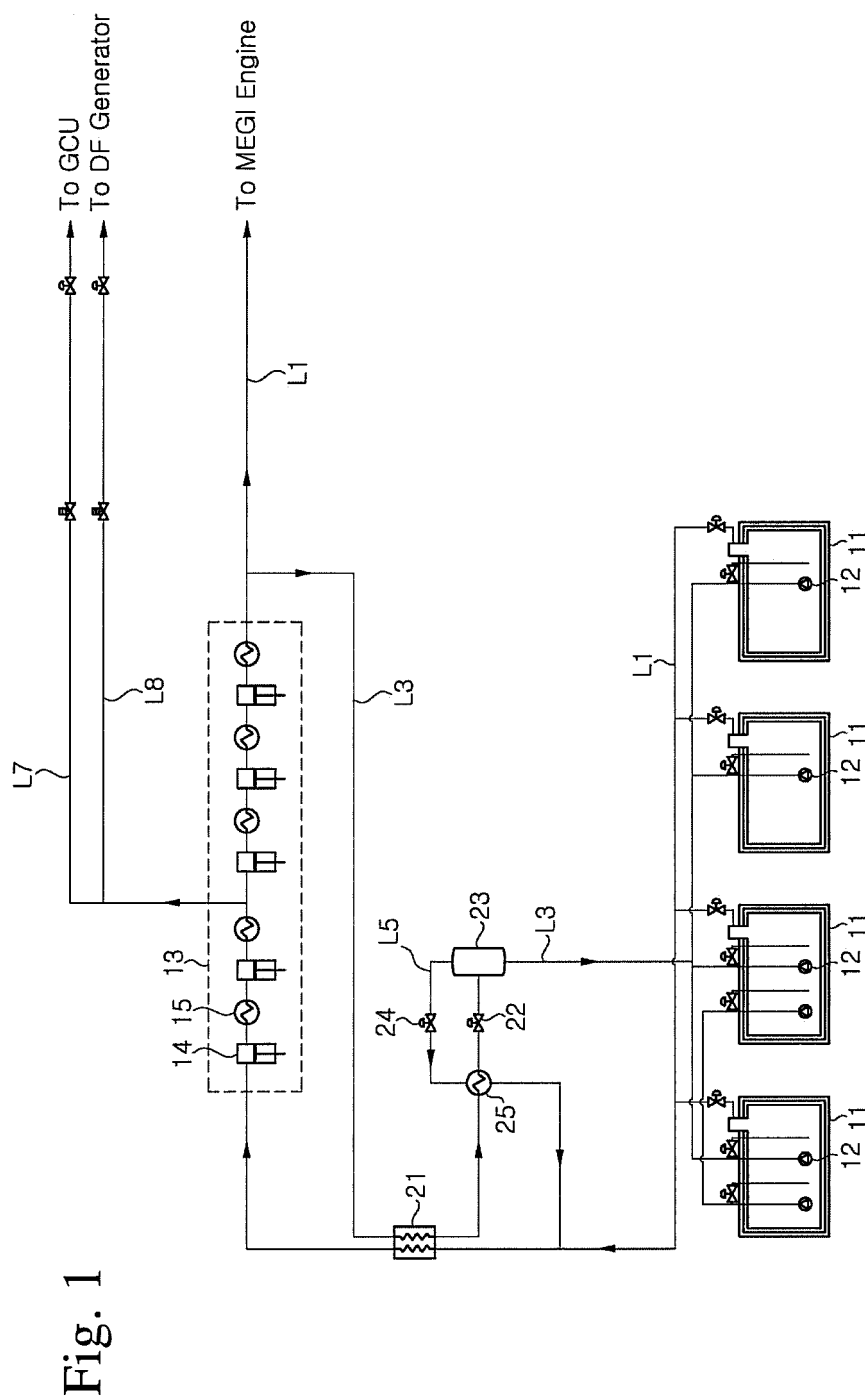 Fig. 1
To GCU
To DF Generator
To MEGI Engine
L7
L8
L1
13
15
14
L3
L5
23
L3
24
22
25
21
L1
11
12
11
12
11
12
11
12